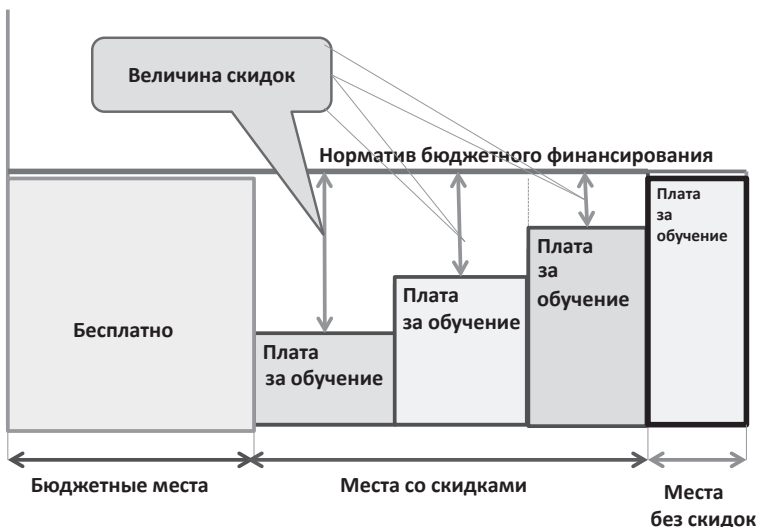 Величина скидок
Норматив бюджетного финансирования
Бесплатно
Плата
за обучение
Плата
за обучение
Плата
за
обучение
Плата
за
обучение
Бюджетные места
Места со скидками
Места
без скидок